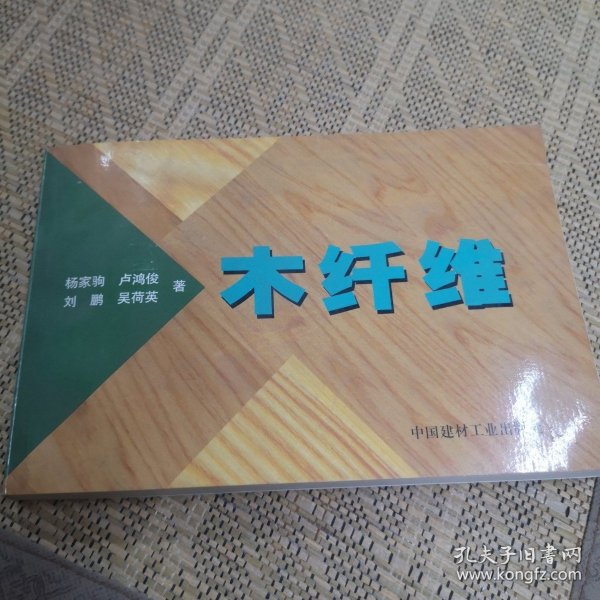 杨家驹 卢鸿俊
刘 鹏 吴荷英 著
木纤维
中国建材工业出版
孔夫子旧书网
www.kongfz.com